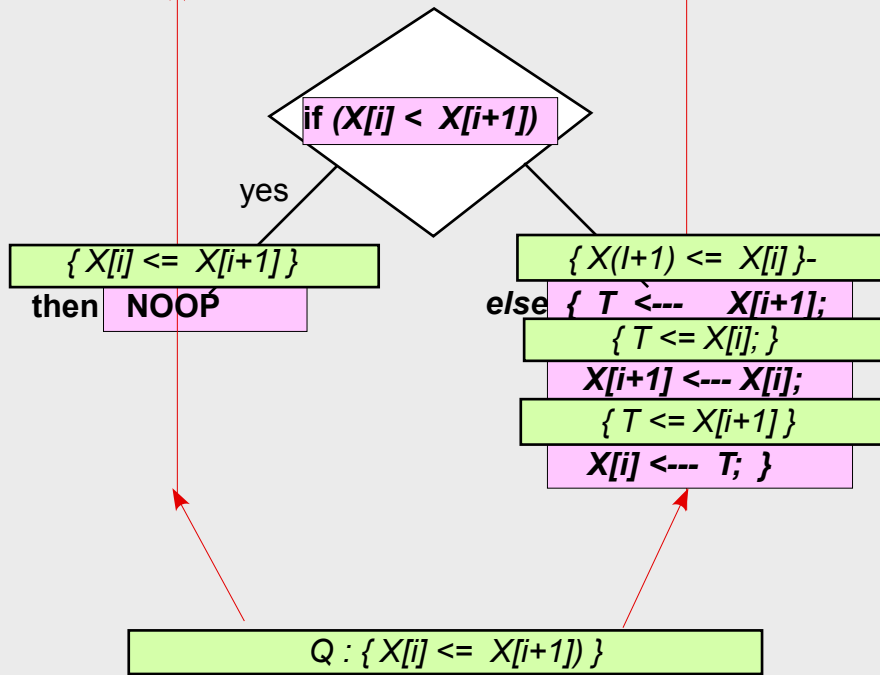 if (X[i] < X[i+1])
yes
{ X[i] <= X[i+1] }
then NOOP
{ X(I+1) <= X[i] }-
else { T <--- X[i+1];
{ T <= X[i]; }
X[i+1] <--- X[i];
{ T <= X[i+1] }
X[i] <--- T; }
Q : { X[i] <= X[i+1]) }